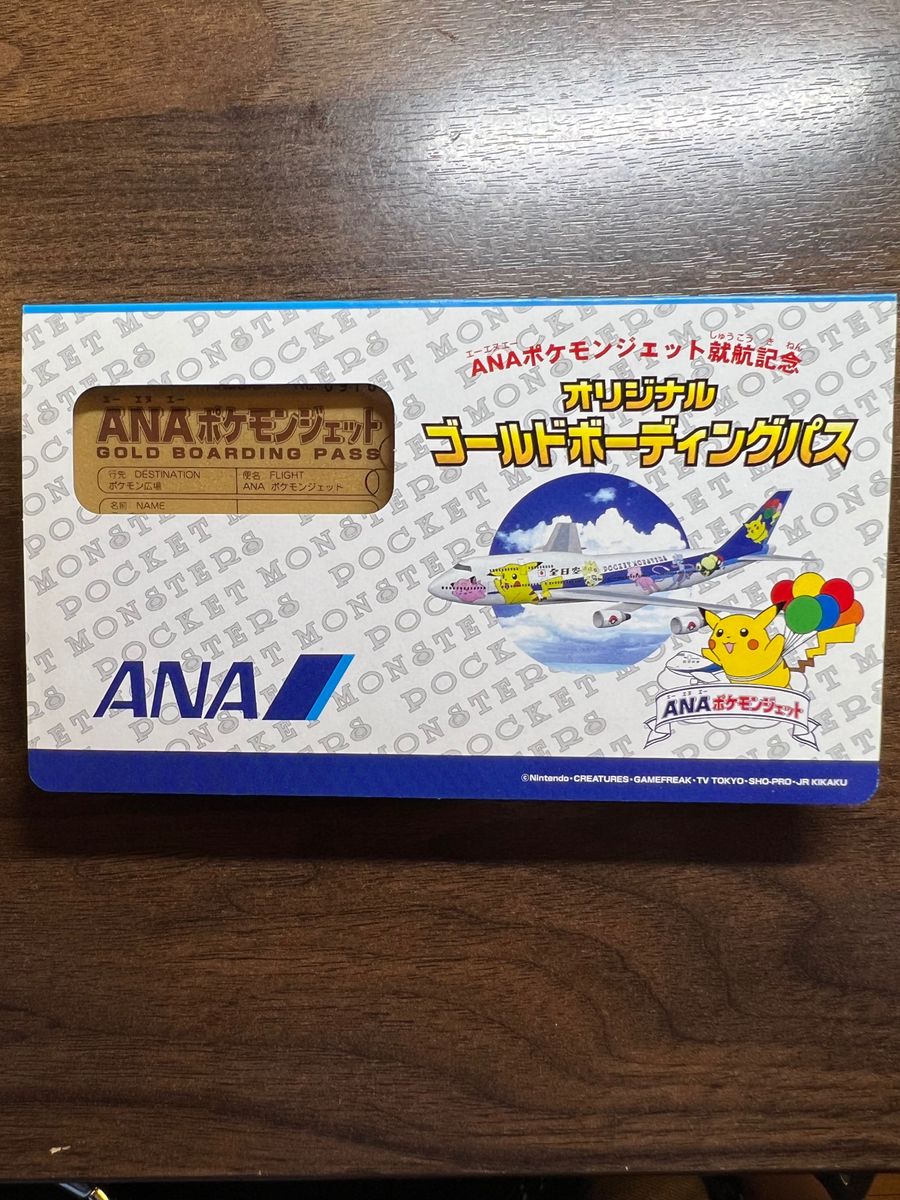 エーエヌエー しゅうこう き ねん
ANAポケモンジェット就航記念
オリジナル
ゴールドボーディングパス
エー エヌ エー
ANAポケモンジェット
GOLD BOARDING PASS
行先 DESTINATION
ポケモン広場
便名 FLIGHT
ANA ポケモンジェット
名前 NAME
全日空
POCKET MONSTERS
ANA
エー エヌ エー
ANAポケモンジェット
©Nintendo・CREATURES・GAMEFREAK・TV TOKYO・SHO-PRO・JR KIKAKU